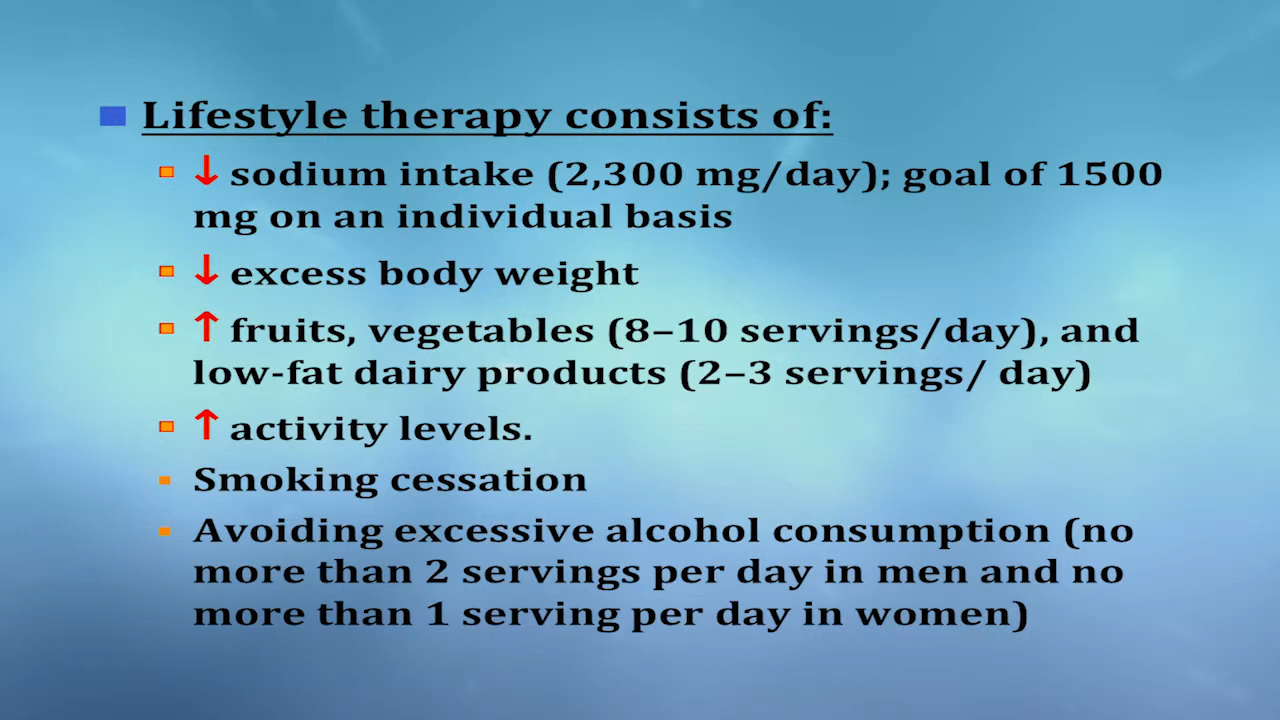 Lifestyle therapy consists of:
↓ sodium intake (2,300 mg/day); goal of 1500
mg on an individual basis
↓ excess body weight
↑ fruits, vegetables (8–10 servings/day), and
low-fat dairy products (2–3 servings/ day)
↑ activity levels.
Smoking cessation
Avoiding excessive alcohol consumption (no
more than 2 servings per day in men and no
more than 1 serving per day in women)